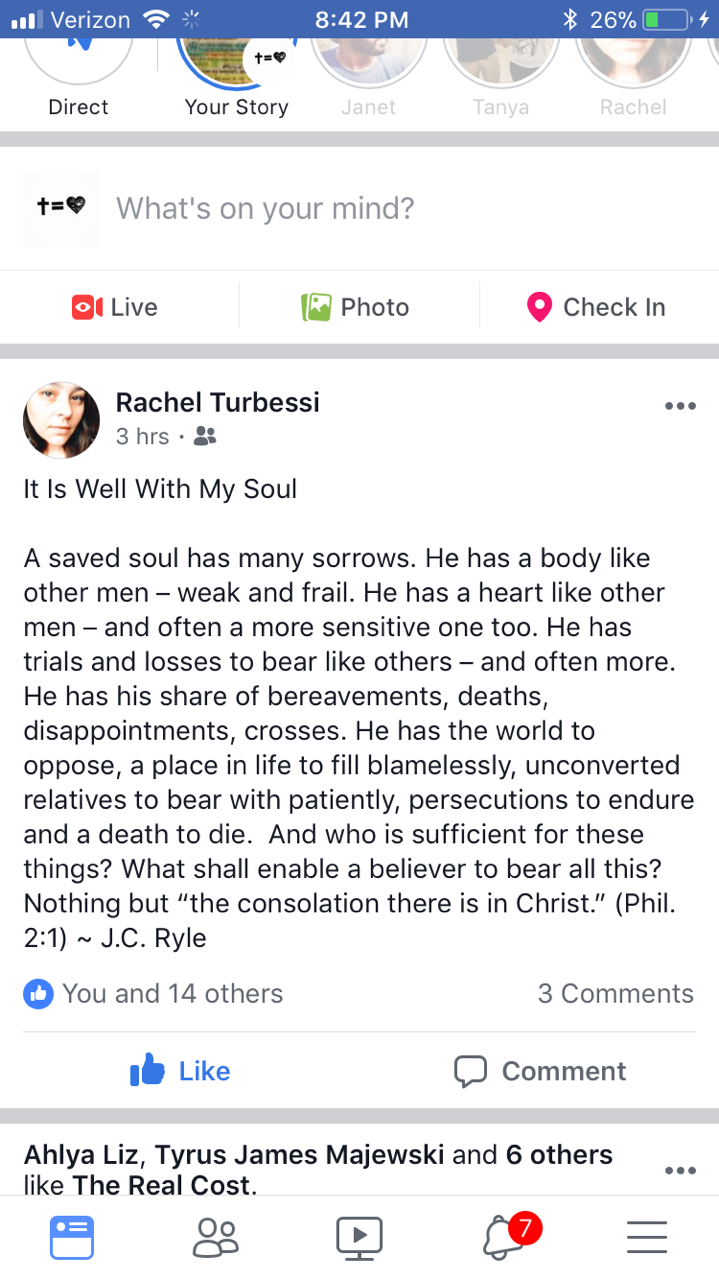 Verizon 8:42 PM 26%
Direct Your Story Janet Tanya Rachel
What's on your mind?
Live Photo Check In
Rachel Turbessi
3 hrs ·
It Is Well With My Soul
A saved soul has many sorrows. He has a body like
other men – weak and frail. He has a heart like other
men – and often a more sensitive one too. He has
trials and losses to bear like others – and often more.
He has his share of bereavements, deaths,
disappointments, crosses. He has the world to
oppose, a place in life to fill blamelessly, unconverted
relatives to bear with patiently, persecutions to endure
and a death to die.  And who is sufficient for these
things? What shall enable a believer to bear all this?
Nothing but “the consolation there is in Christ.” (Phil.
2:1) ~ J.C. Ryle
You and 14 others 3 Comments
Like Comment
Ahlya Liz, Tyrus James Majewski and 6 others
like The Real Cost.
7